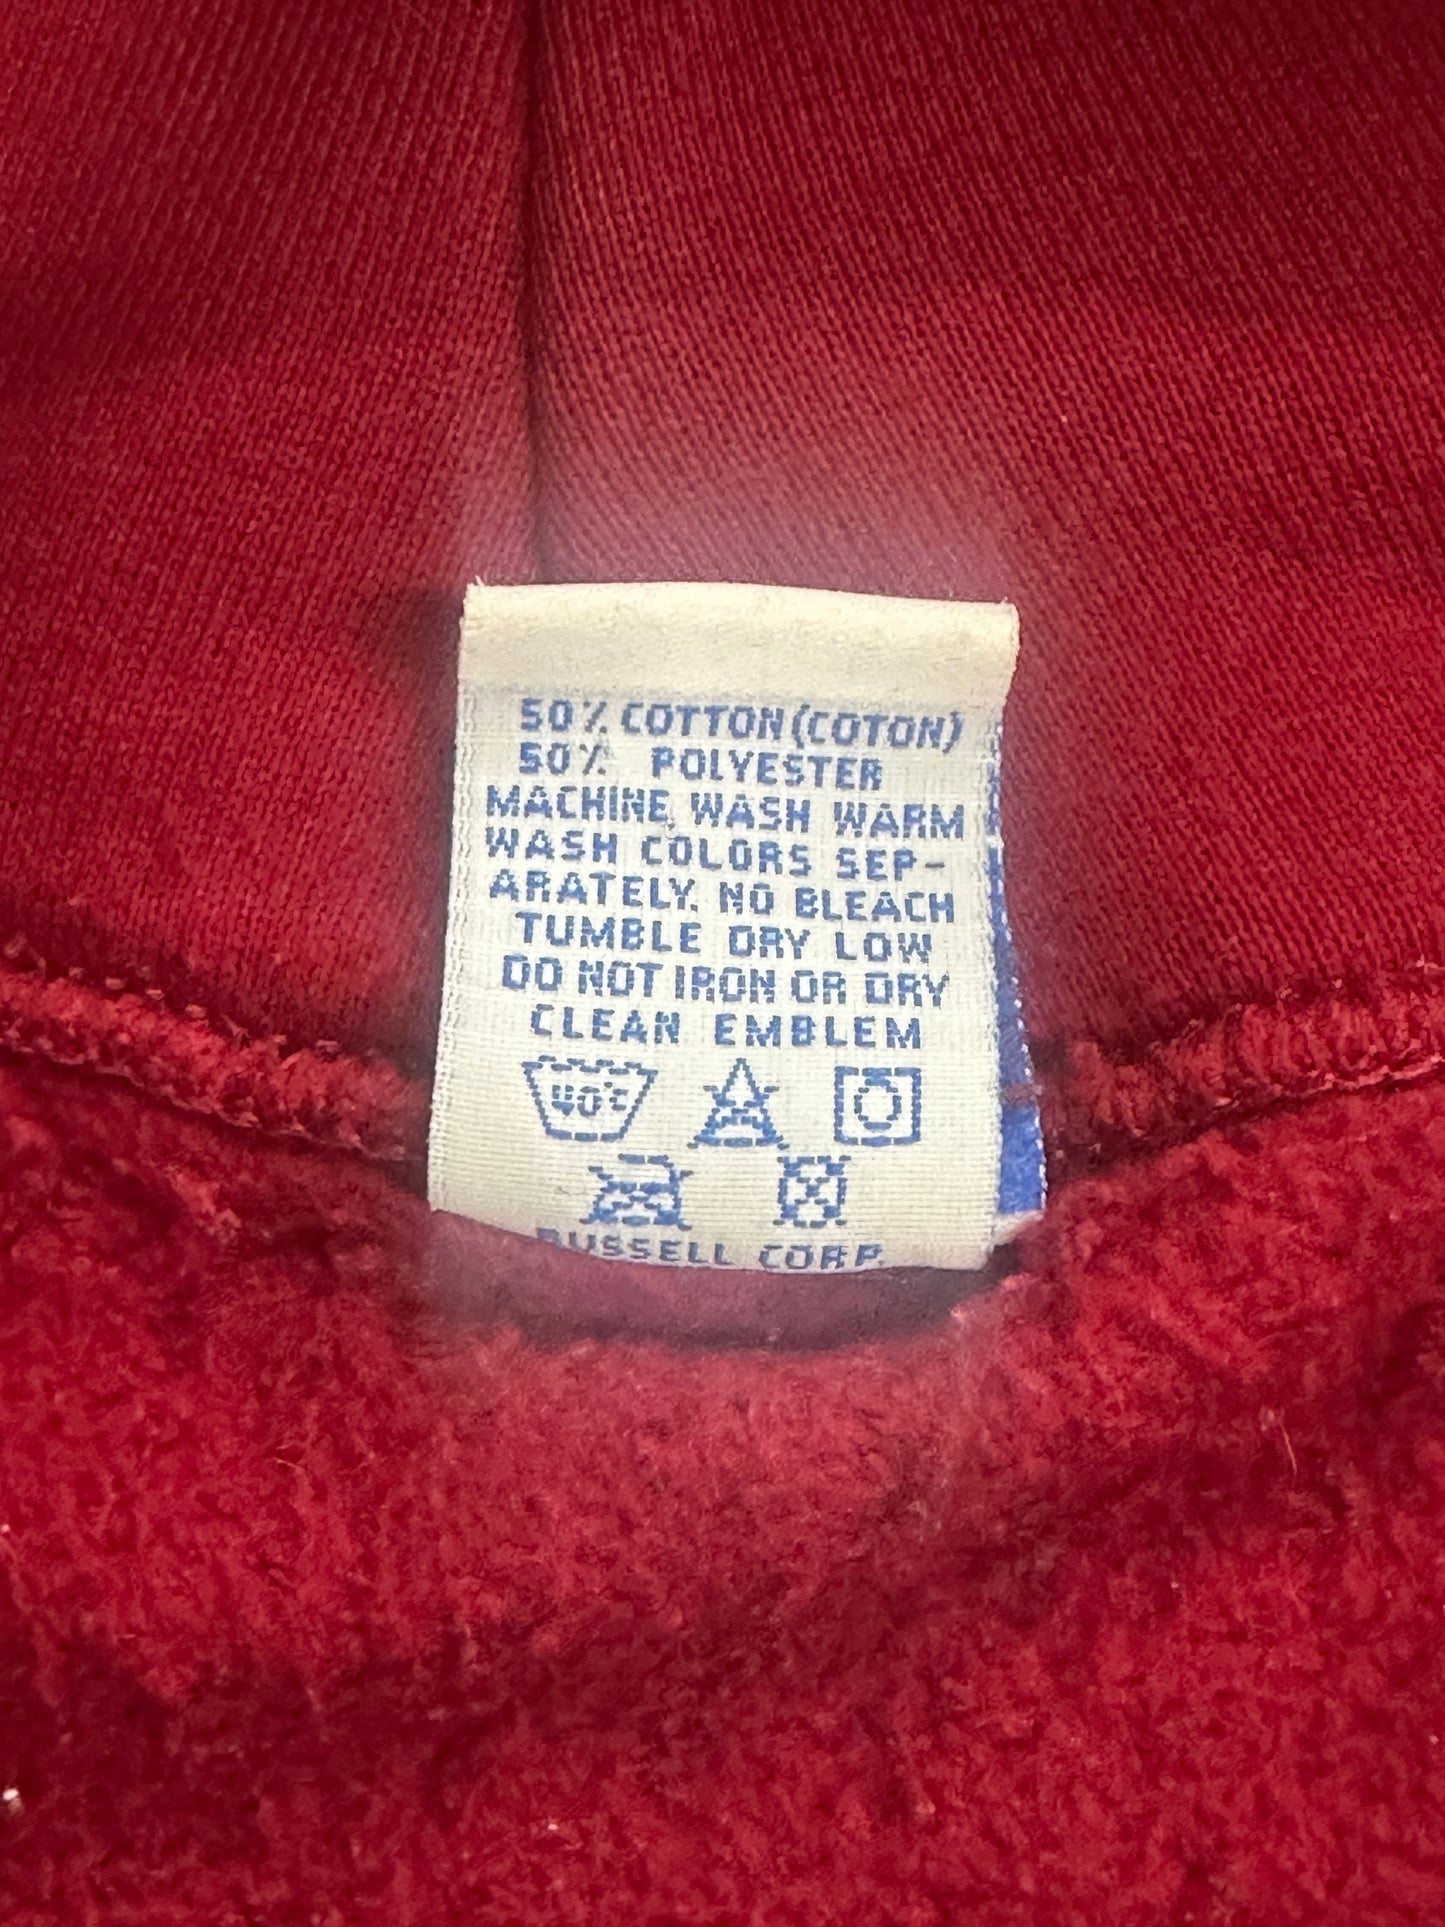 50% COTTON (COTON)
50% POLYESTER
MACHINE WASH WARM
WASH COLORS SEP-
ARATELY. NO BLEACH
TUMBLE DRY LOW
DO NOT IRON OR DRY
CLEAN EMBLEM
40°C
RUSSELL CORP.